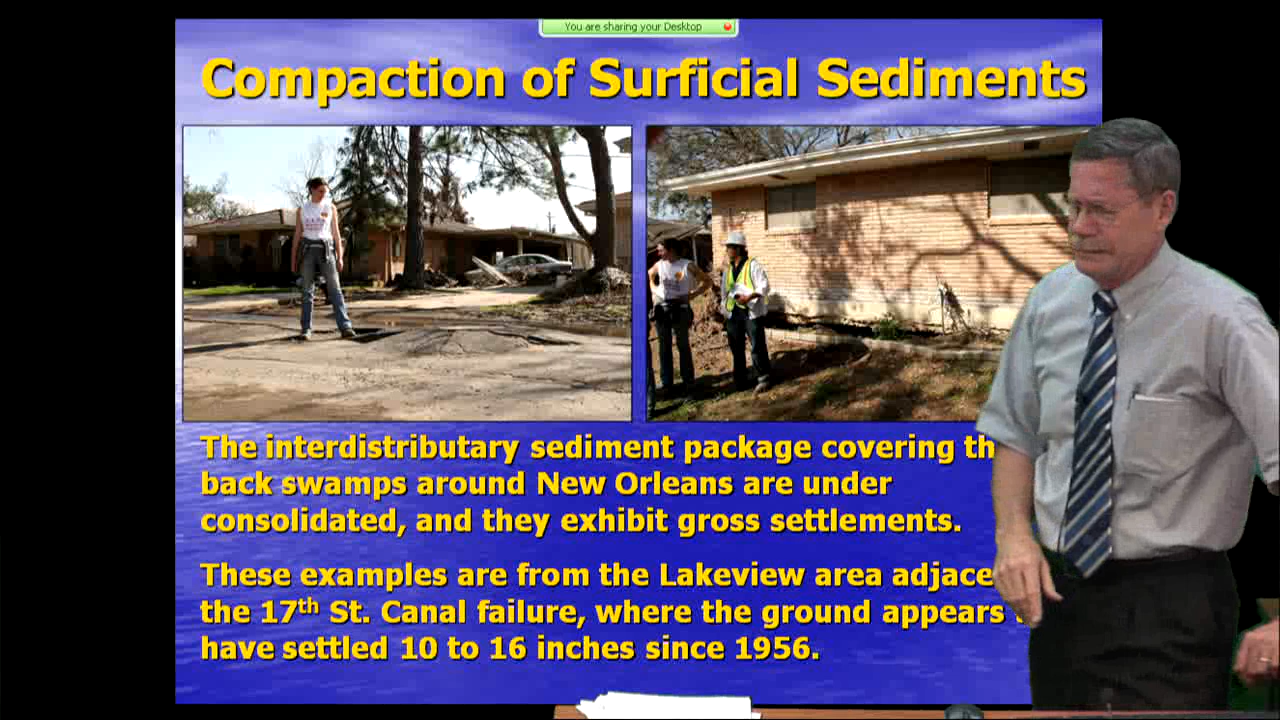 You are sharing your Desktop
Compaction of Surficial Sediments
The interdistributary sediment package covering th
back swamps around New Orleans are under
consolidated, and they exhibit gross settlements.
These examples are from the Lakeview area adjace
the 17th St. Canal failure, where the ground appears
have settled 10 to 16 inches since 1956.